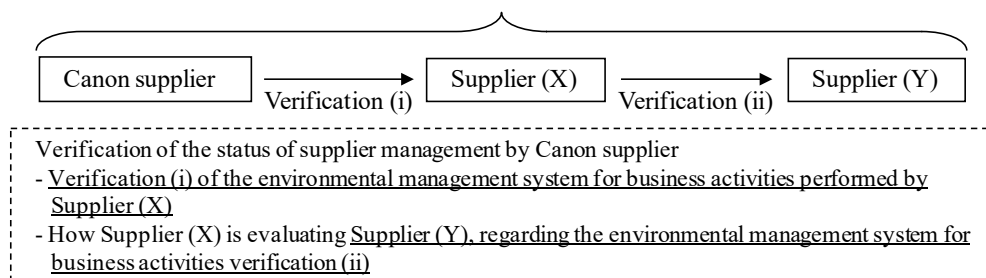 Canon supplier
Supplier (X)
Supplier (Y)
Verification (i)
Verification (ii)
Verification of the status of supplier management by Canon supplier
- Verification (i) of the environmental management system for business activities performed by
Supplier (X)
- How Supplier (X) is evaluating Supplier (Y), regarding the environmental management system for
business activities verification (ii)